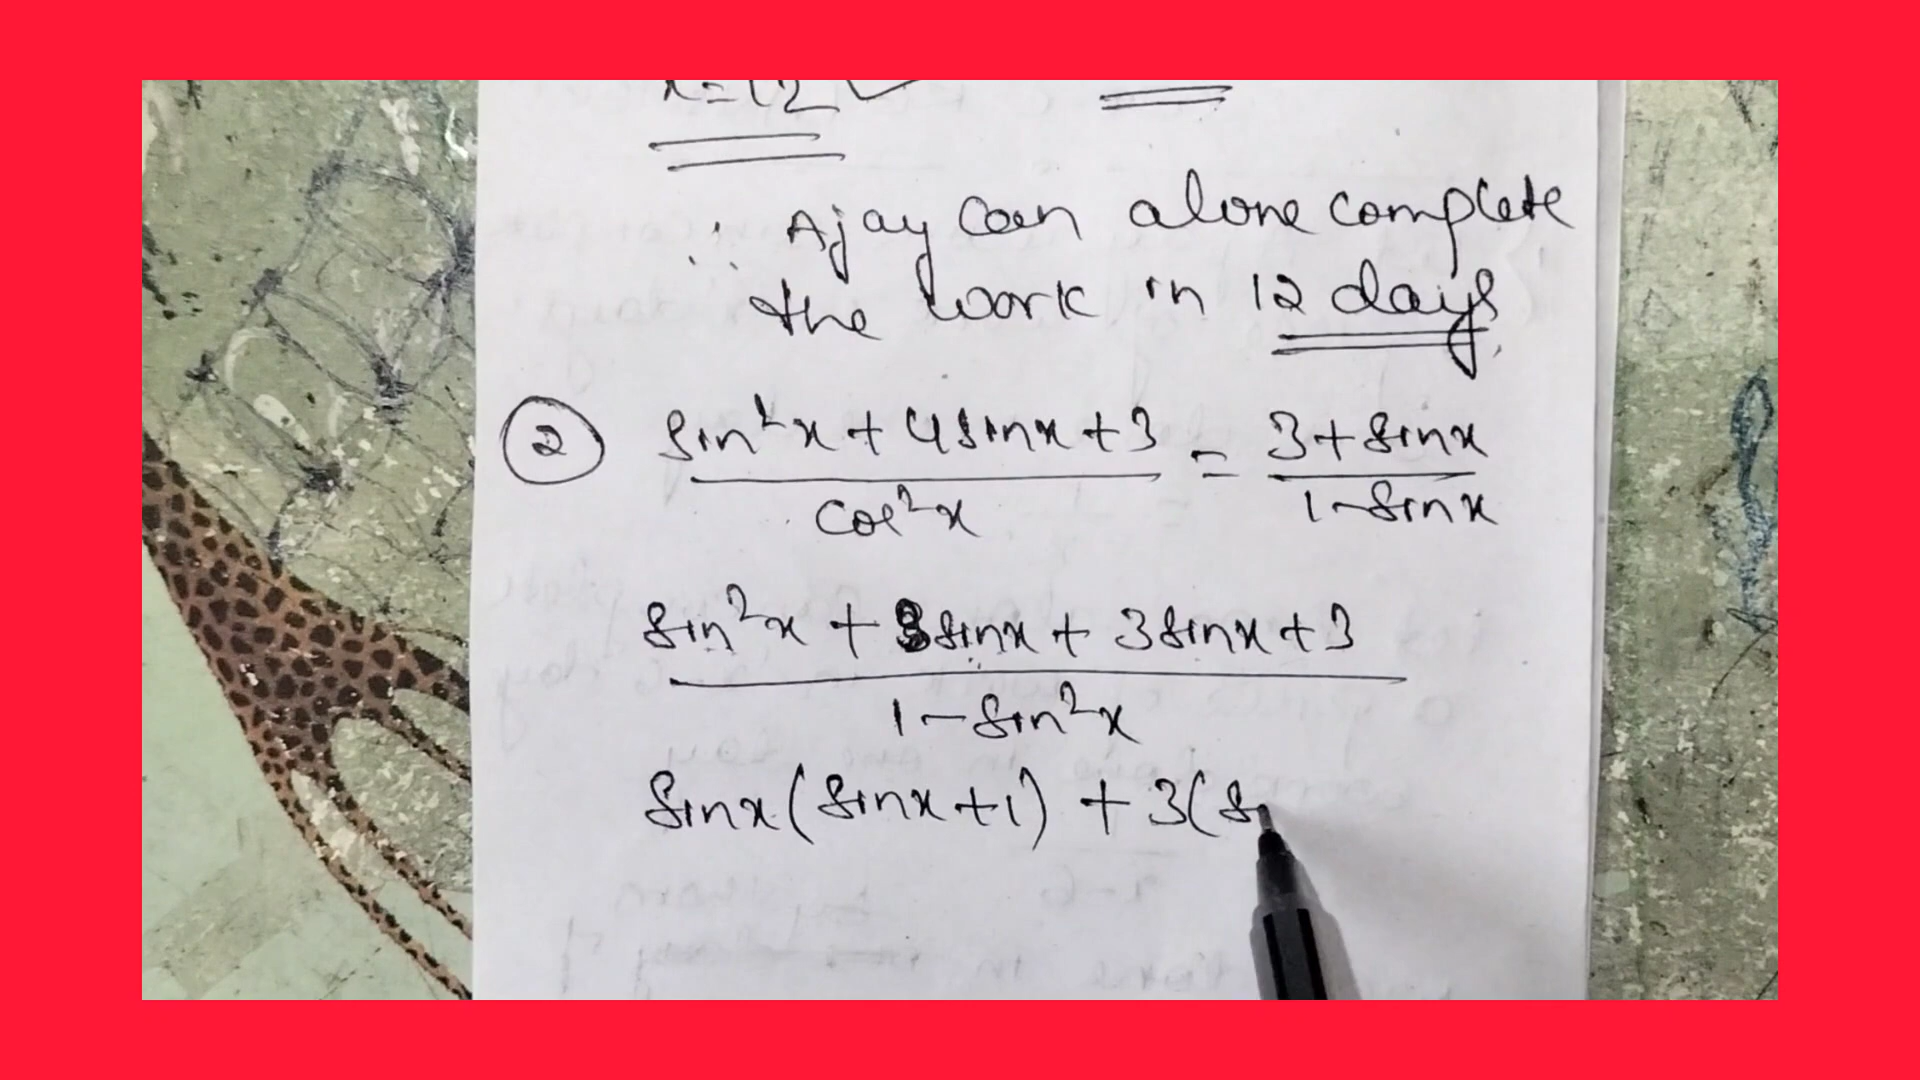 x=12
∴ Ajay can alone complete
the work in 12 days
② sin²x + 4sinx + 3 / cos²x = 3 + sinx / 1 - sinx
sin²x + sinx + 3sinx + 3
1 - sin²x
sinx (sinx + 1) + 3(s